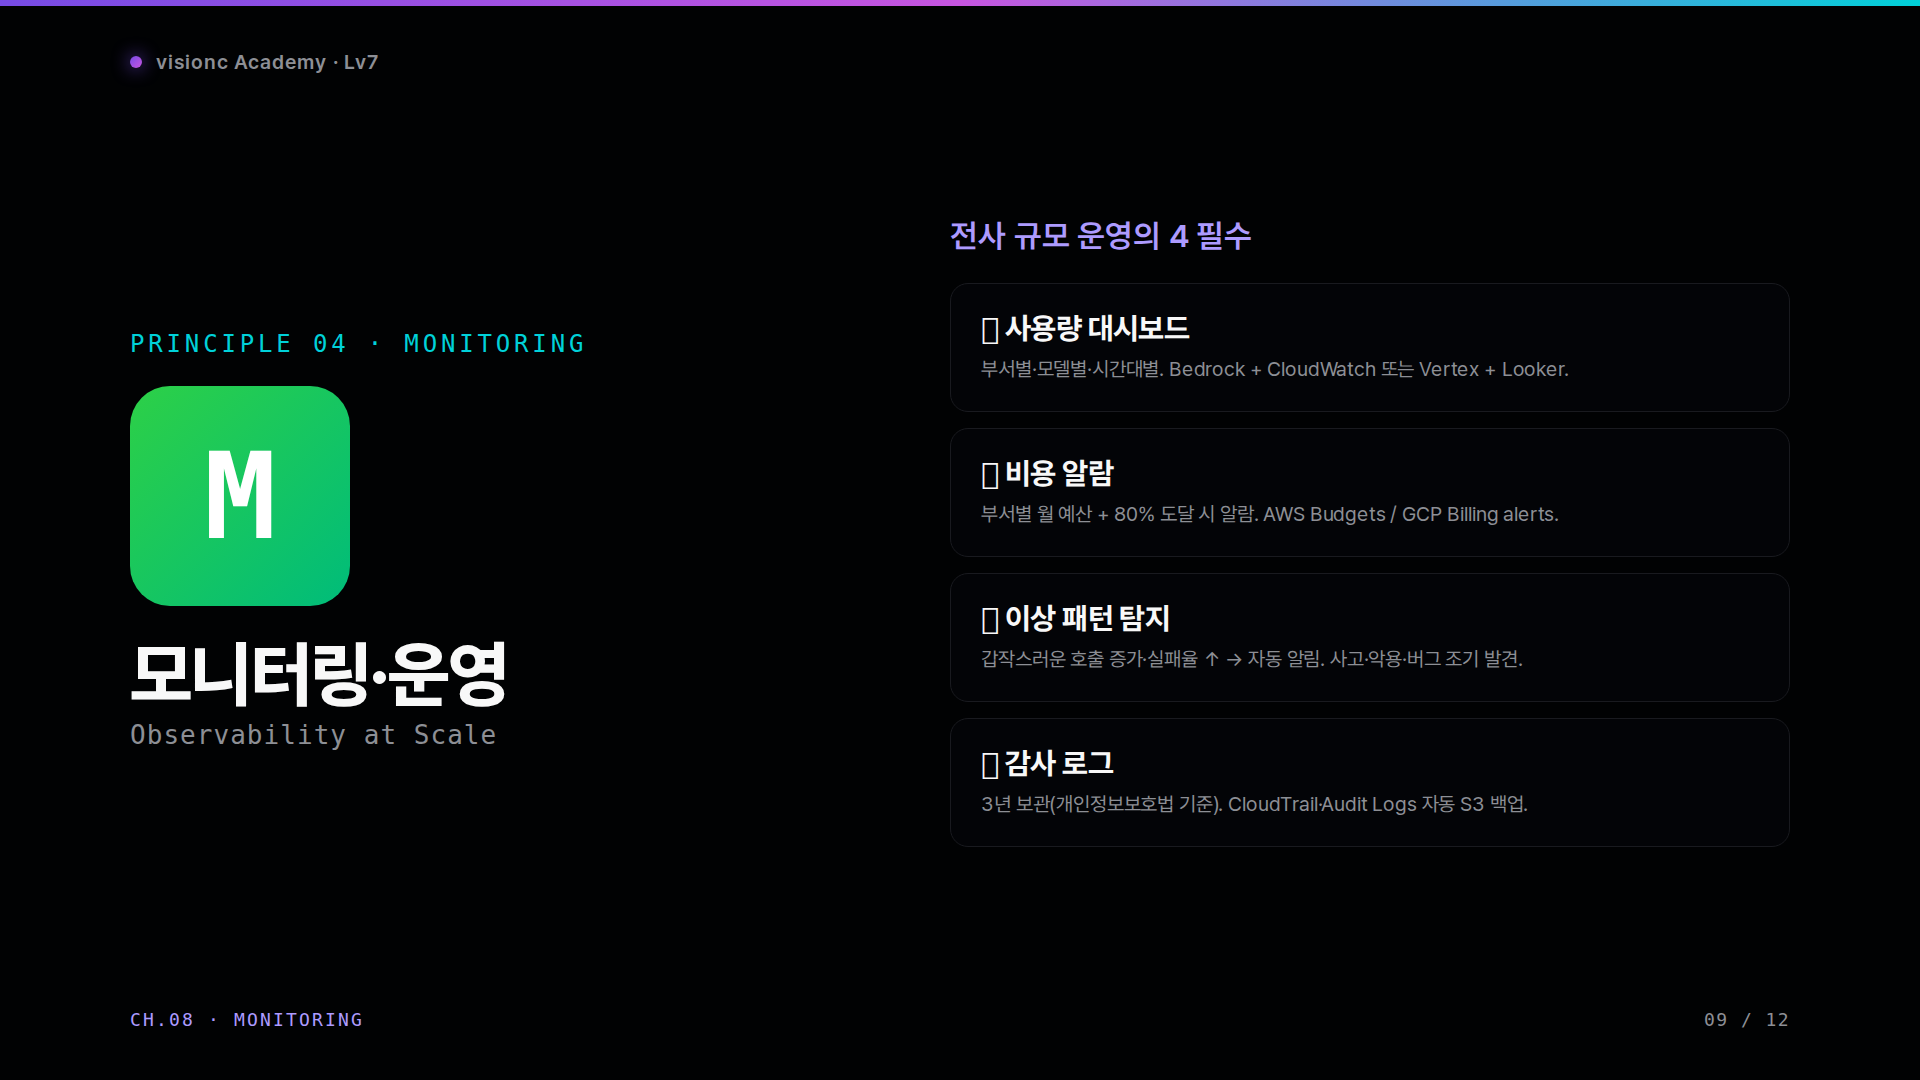 visionc Academy · Lv7
PRINCIPLE 04 · MONITORING
M
모니터링·운영
Observability at Scale
전사 규모 운영의 4 필수
사용량 대시보드
부서별·모델별·시간대별. Bedrock + CloudWatch 또는 Vertex + Looker.
비용 알람
부서별 월 예산 + 80% 도달 시 알람. AWS Budgets / GCP Billing alerts.
이상 패턴 탐지
갑작스러운 호출 증가·실패율 ↑ → 자동 알림. 사고·악용·버그 조기 발견.
감사 로그
3년 보관(개인정보보호법 기준). CloudTrail·Audit Logs 자동 S3 백업.
CH.08 · MONITORING
09 / 12